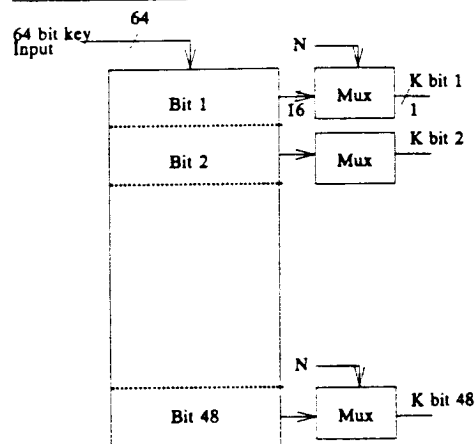 64
64 bit key
Input
N
K bit 1
Bit 1
16
Mux
1
K bit 2
Bit 2
Mux
N
K bit 48
Bit 48
Mux